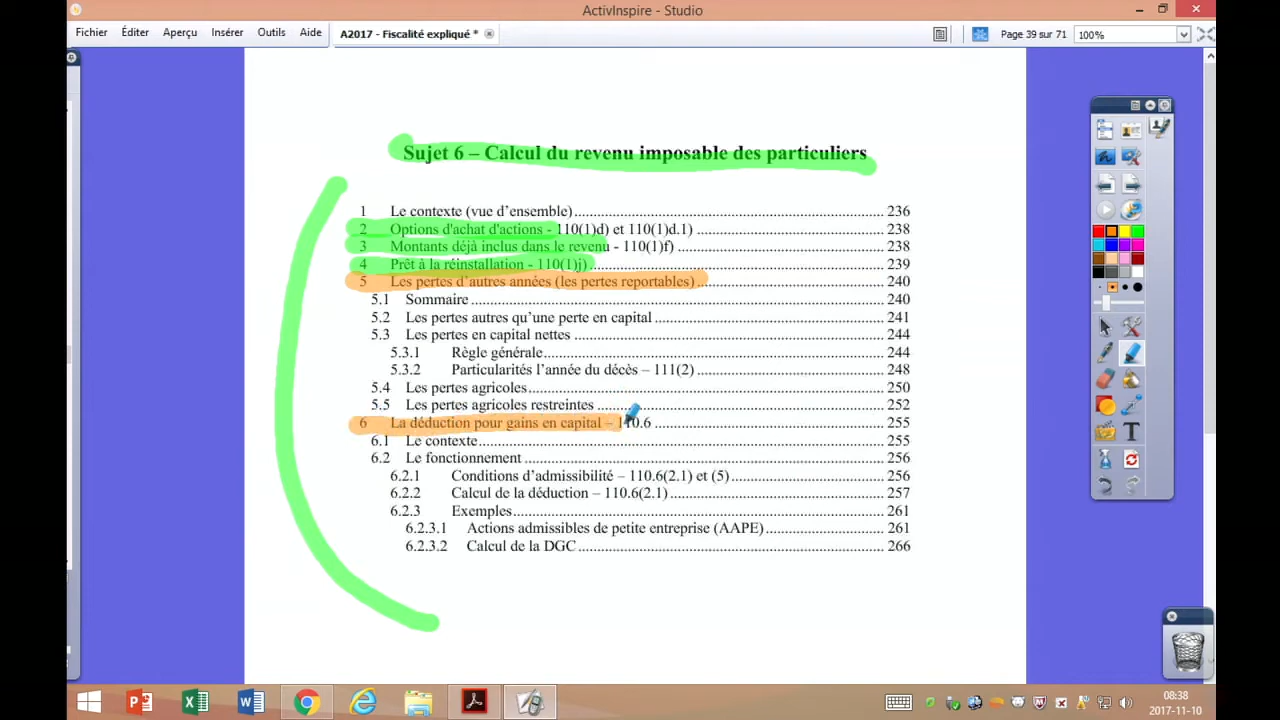 ActivInspire - Studio
Fichier Éditer Aperçu Insérer Outils Aide A2017 - Fiscalité expliqué * Page 39 sur 71 100%
Sujet 6 – Calcul du revenu imposable des particuliers
1 Le contexte (vue d'ensemble) 236
2 Options d'achat d'actions - 110(1)d) et 110(1)d.1) 238
3 Montants déjà inclus dans le revenu - 110(1)f) 238
4 Prêt à la réinstallation - 110(1)j) 239
5 Les pertes d'autres années (les pertes reportables) 240
5.1 Sommaire 240
5.2 Les pertes autres qu'une perte en capital 241
5.3 Les pertes en capital nettes 244
5.3.1 Règle générale 244
5.3.2 Particularités l'année du décès – 111(2) 248
5.4 Les pertes agricoles 250
5.5 Les pertes agricoles restreintes 252
6 La déduction pour gains en capital – 110.6 255
6.1 Le contexte 255
6.2 Le fonctionnement 256
6.2.1 Conditions d'admissibilité – 110.6(2.1) et (5) 256
6.2.2 Calcul de la déduction – 110.6(2.1) 257
6.2.3 Exemples 261
6.2.3.1 Actions admissibles de petite entreprise (AAPE) 261
6.2.3.2 Calcul de la DGC 266
08:38
2017-11-10